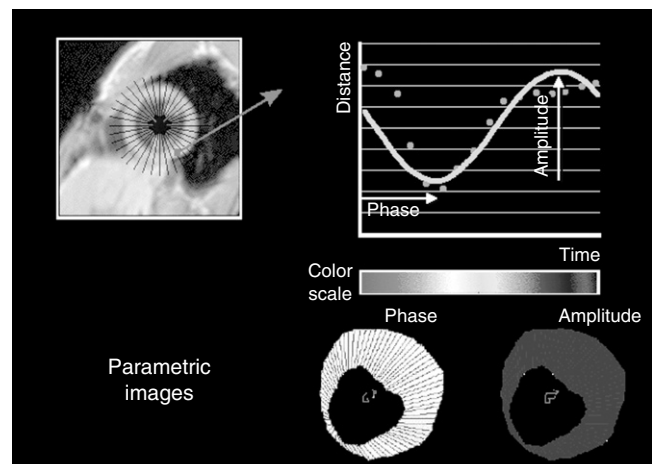 Distance
Amplitude
Phase
Time
Color
scale
Phase
Amplitude
Parametric
images